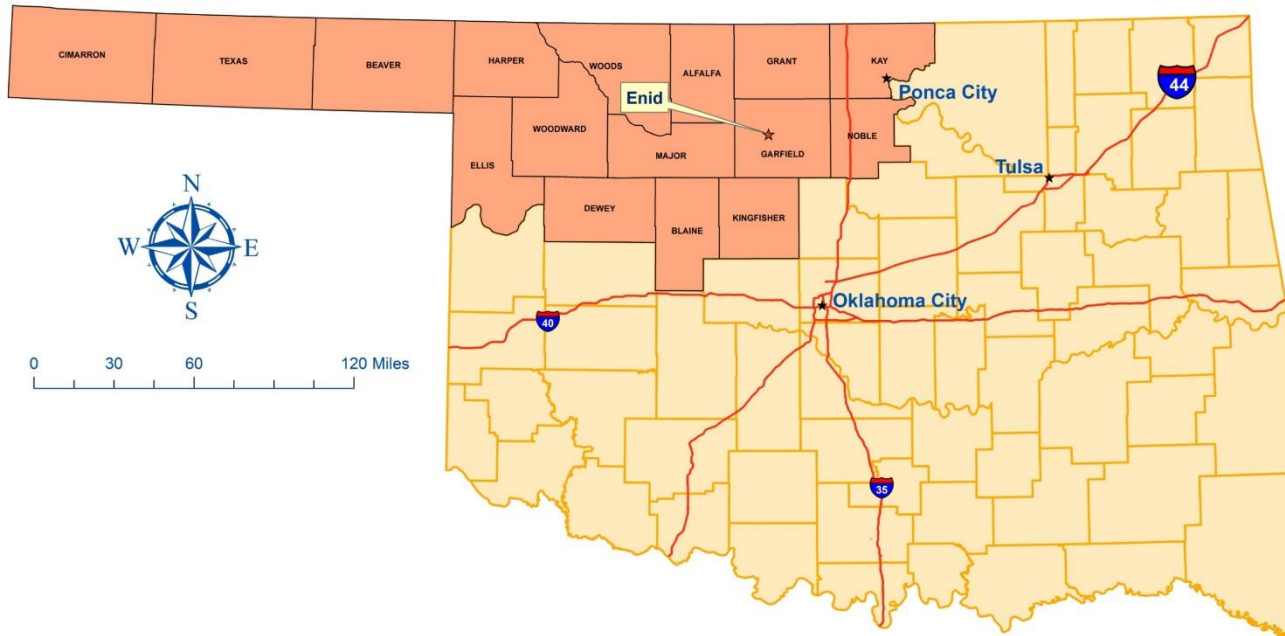 CIMARRON
TEXAS
BEAVER
HARPER
WOODS
ALFALFA
GRANT
KAY
Ponca City
44
Enid
WOODWARD
ELLIS
MAJOR
GARFIELD
NOBLE
Tulsa
DEWEY
BLAINE
KINGFISHER
N
W
E
S
Oklahoma City
40
0 30 60 120 Miles
35